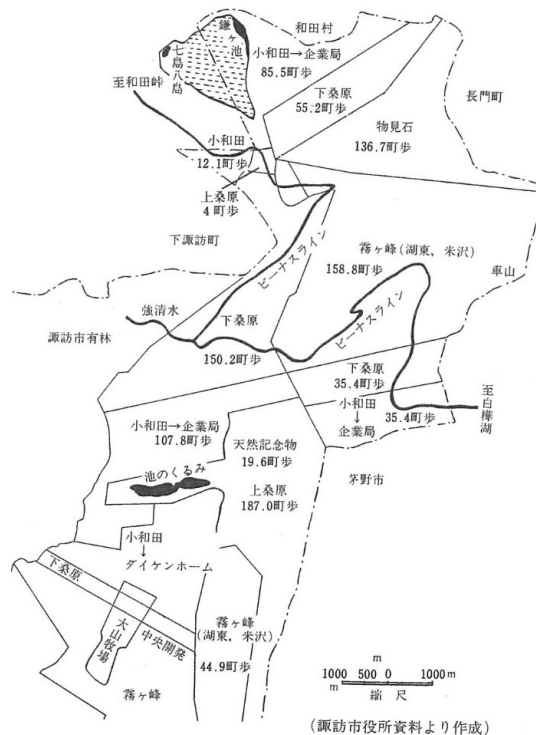 和田村
鎌ヶ池
七島八島
小和田→企業局
85.5町歩
至和田峠
下桑原
55.2町歩
長門町
物見石
136.7町歩
小和田
12.1町歩
上桑原
4町歩
下諏訪町
ビーナスライン
霧ヶ峰(湖東，米沢)
158.8町歩
車山
強清水
下桑原
ビーナスライン
諏訪市有林
150.2町歩
下桑原
35.4町歩
至白樺湖
小和田
↓
企業局
35.4町歩
小和田→企業局
107.8町歩
天然記念物
19.6町歩
茅野市
池のくるみ
上桑原
187.0町歩
小和田
↓
ダイケンホーム
下桑原
大山牧場
中央開発
霧ヶ峰
(湖東，米沢)
44.9町歩
霧ヶ峰
m
1000 500 0 1000m
m
縮尺
(諏訪市役所資料より作成)